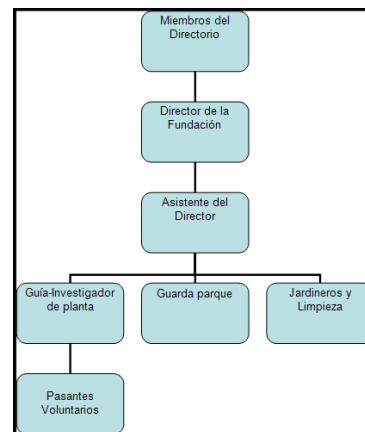 Miembros del
Directorio
Director de la
Fundación
Asistente del
Director
Guía-Investigador
de planta
Guarda parque
Jardineros y
Limpieza
Pasantes
Voluntarios